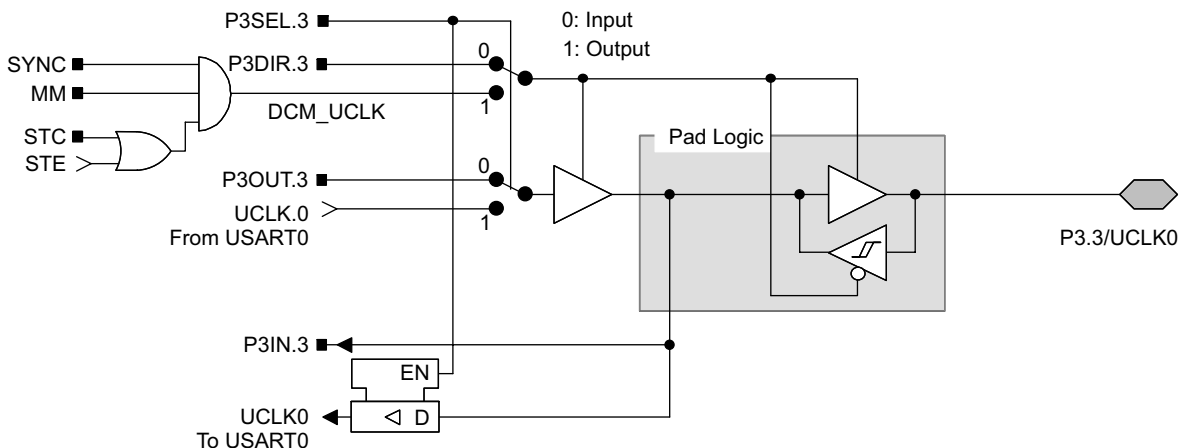 P3SEL.3
0: Input
1: Output
SYNC
P3DIR.3
0
MM
1
DCM_UCLK
STC
STE
Pad Logic
P3OUT.3
0
UCLK.0
1
From USART0
P3.3/UCLK0
P3IN.3
EN
UCLK0
D
To USART0